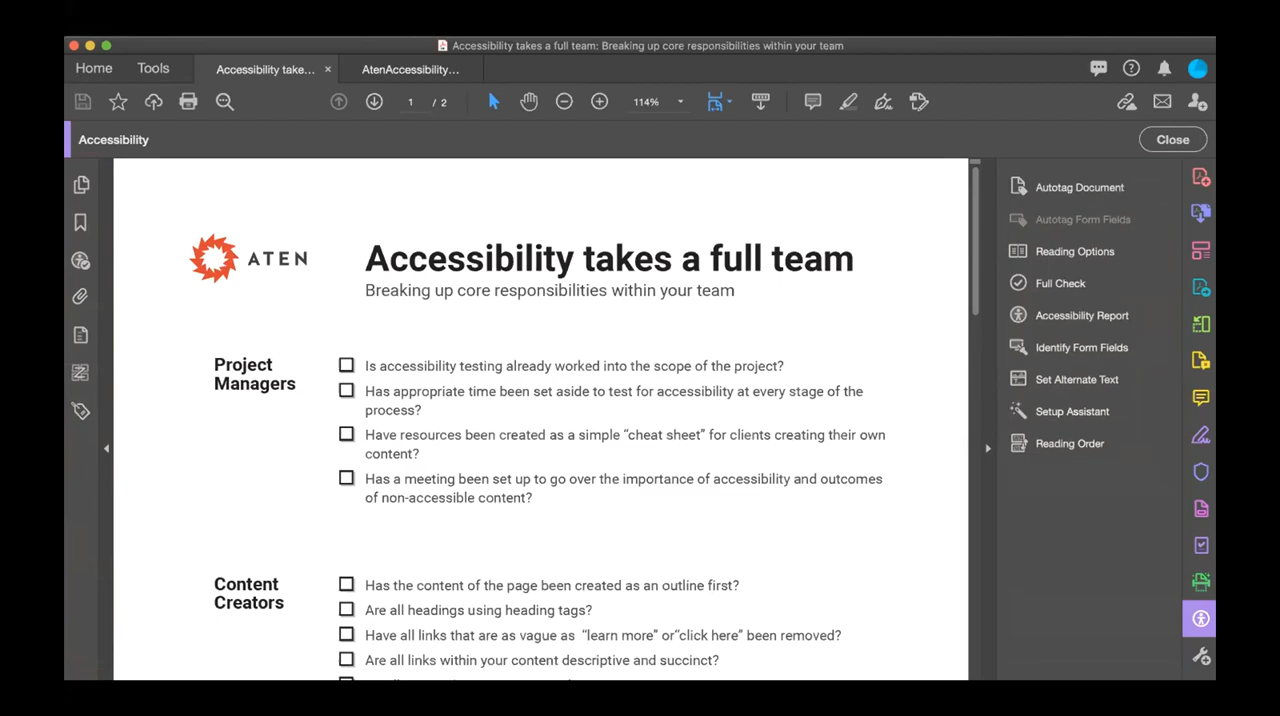 Accessibility takes a full team: Breaking up core responsibilities within your team
Home
Tools
Accessibility take... ×
AtenAccessibility...
1 / 2
114%
Accessibility
Close
ATEN
Accessibility takes a full team
Breaking up core responsibilities within your team
Project
Managers
Is accessibility testing already worked into the scope of the project?
Has appropriate time been set aside to test for accessibility at every stage of the
process?
Have resources been created as a simple “cheat sheet” for clients creating their own
content?
Has a meeting been set up to go over the importance of accessibility and outcomes
of non-accessible content?
Content
Creators
Has the content of the page been created as an outline first?
Are all headings using heading tags?
Have all links that are as vague as “learn more” or“click here” been removed?
Are all links within your content descriptive and succinct?
Autotag Document
Autotag Form Fields
Reading Options
Full Check
Accessibility Report
Identify Form Fields
Set Alternate Text
Setup Assistant
Reading Order